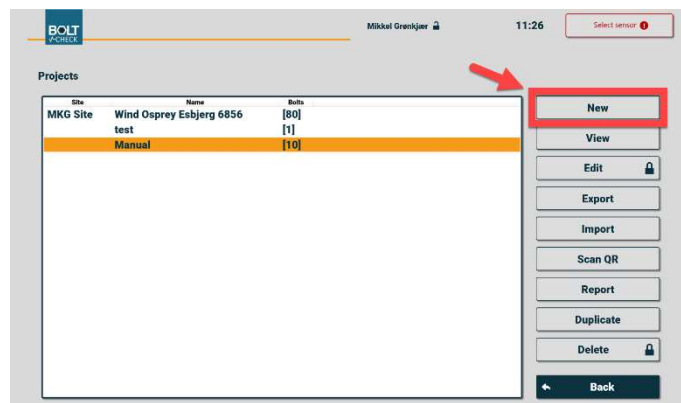 BOLT
✓-CHECK
Mikkel Grønkjær
11:26
Select sensor
Projects
Site Name Bolts
MKG Site Wind Osprey Esbjerg 6856 [80]
test [1]
Manual [10]
New
View
Edit
Export
Import
Scan QR
Report
Duplicate
Delete
Back